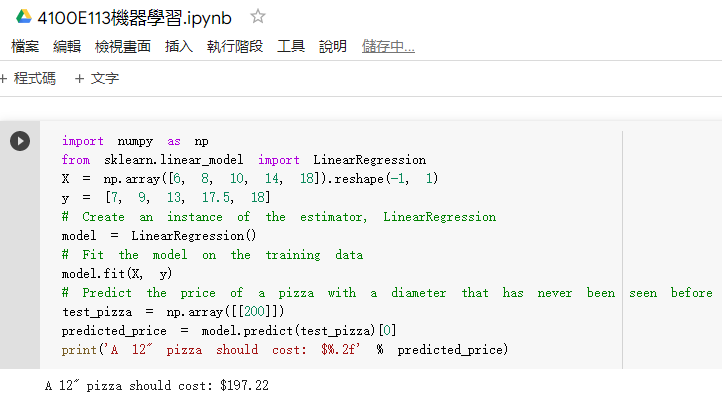 4100E113機器學習.ipynb
檔案 編輯 檢視畫面 插入 執行階段 工具 說明 儲存中...
+ 程式碼 + 文字
import numpy as np
from sklearn.linear_model import LinearRegression
X = np.array([6, 8, 10, 14, 18]).reshape(-1, 1)
y = [7, 9, 13, 17.5, 18]
# Create an instance of the estimator, LinearRegression
model = LinearRegression()
# Fit the model on the training data
model.fit(X, y)
# Predict the price of a pizza with a diameter that has never been seen before
test_pizza = np.array([[200]])
predicted_price = model.predict(test_pizza)[0]
print('A 12" pizza should cost: $%.2f' % predicted_price)
A 12" pizza should cost: $197.22